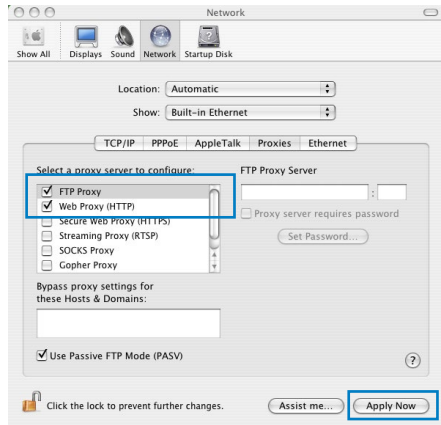 Network
Show All Displays Sound Network Startup Disk
Location: Automatic
Show: Built-in Ethernet
TCP/IP PPPoE AppleTalk Proxies Ethernet
Select a proxy server to configure: FTP Proxy Server
FTP Proxy
Web Proxy (HTTP) :
Secure Web Proxy (HTTPS) Proxy server requires password
Streaming Proxy (RTSP) Set Password...
SOCKS Proxy
Gopher Proxy
Bypass proxy settings for
these Hosts & Domains:
Use Passive FTP Mode (PASV) ?
Click the lock to prevent further changes. Assist me... Apply Now